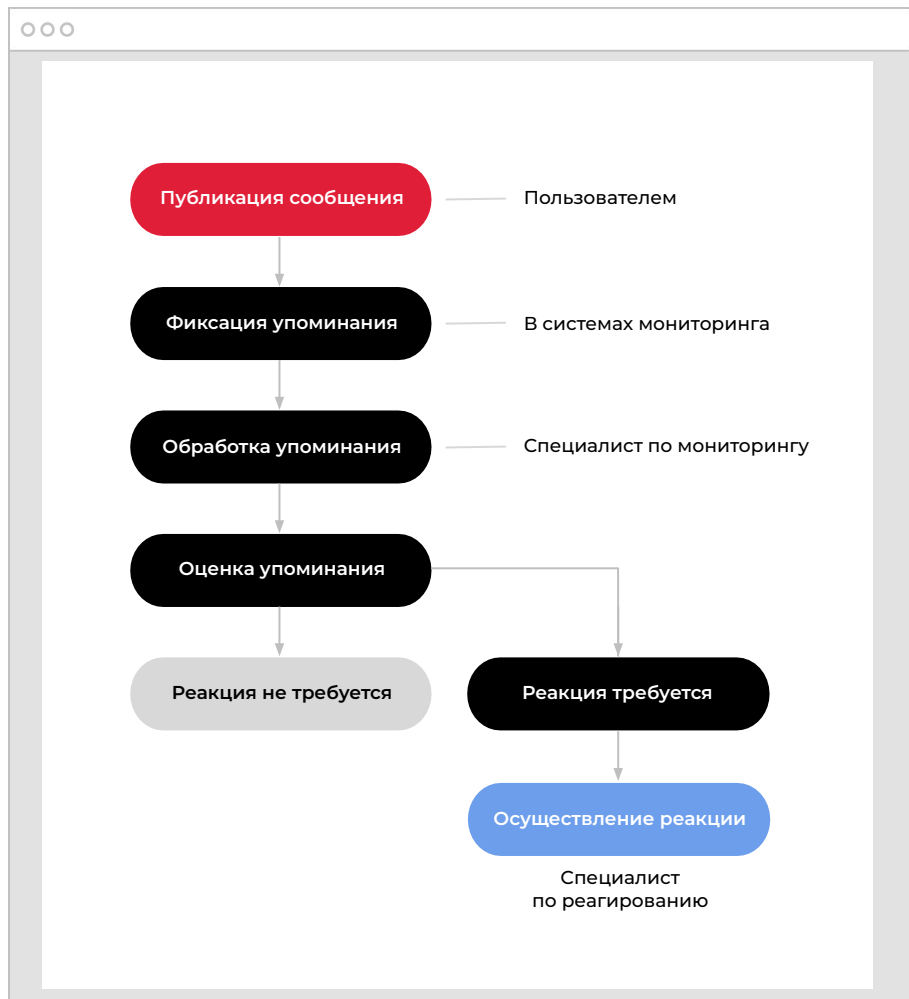 Публикация сообщения
Пользователем
Фиксация упоминания
В системах мониторинга
Обработка упоминания
Специалист по мониторингу
Оценка упоминания
Реакция не требуется
Реакция требуется
Осуществление реакции
Специалист
по реагированию